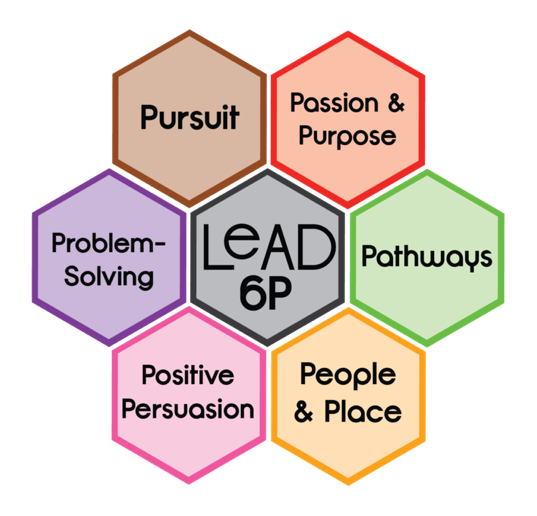 Pursuit
Passion &
Purpose
Problem-
Solving
LeAD
6P
Pathways
Positive
Persuasion
People
& Place